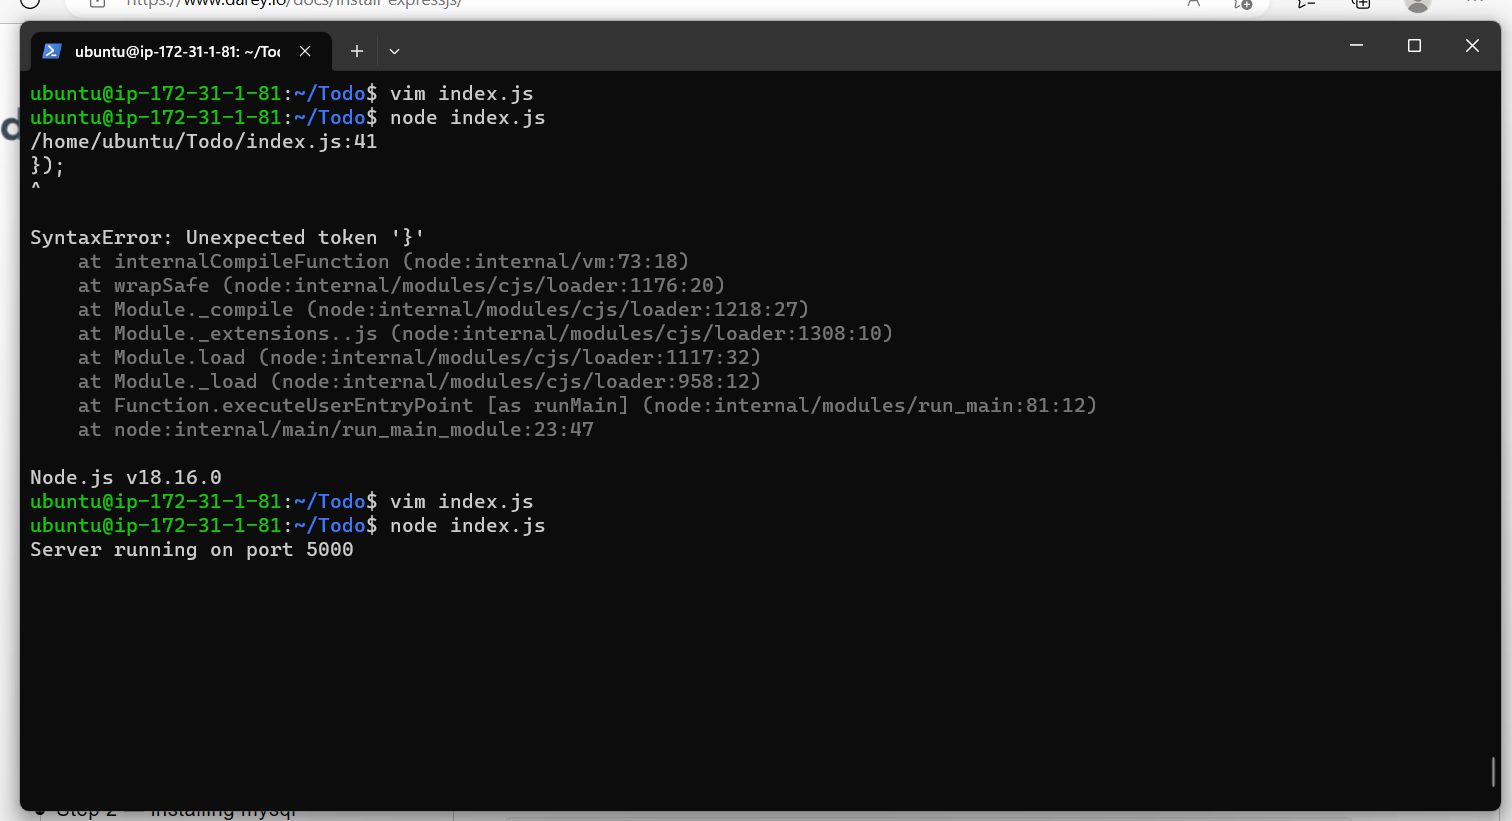 https://www.darey.io/docs/install-expressjs/
ubuntu@ip-172-31-1-81: ~/Too
ubuntu@ip-172-31-1-81:~/Todo$ vim index.js
ubuntu@ip-172-31-1-81:~/Todo$ node index.js
/home/ubuntu/Todo/index.js:41
});
^
SyntaxError: Unexpected token '}'
    at internalCompileFunction (node:internal/vm:73:18)
    at wrapSafe (node:internal/modules/cjs/loader:1176:20)
    at Module._compile (node:internal/modules/cjs/loader:1218:27)
    at Module._extensions..js (node:internal/modules/cjs/loader:1308:10)
    at Module.load (node:internal/modules/cjs/loader:1117:32)
    at Module._load (node:internal/modules/cjs/loader:958:12)
    at Function.executeUserEntryPoint [as runMain] (node:internal/modules/run_main:81:12)
    at node:internal/main/run_main_module:23:47
Node.js v18.16.0
ubuntu@ip-172-31-1-81:~/Todo$ vim index.js
ubuntu@ip-172-31-1-81:~/Todo$ node index.js
Server running on port 5000
Step 2 — Installing mysql